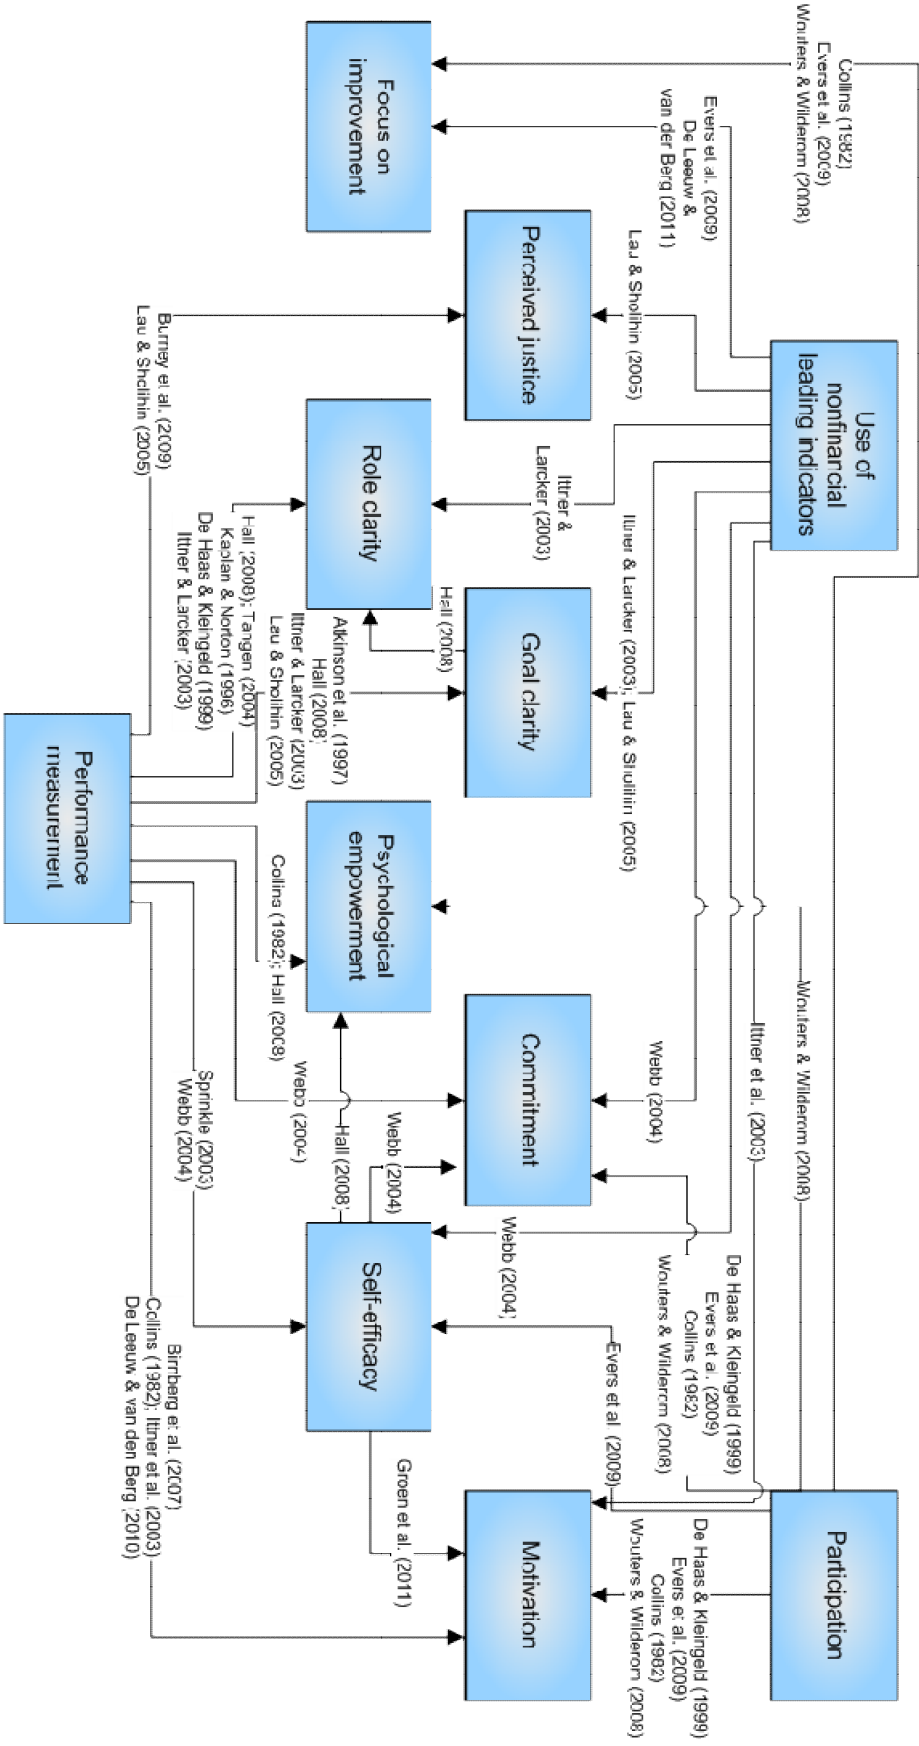 Collins (1982)
Evers et al. (2009)
Wouters & Wilderom (2008)
Use of
nonfinancial
leading indicators
Participation
Evers et al. (2009)
De Leeuw &
van der Berg (2011)
Lau & Sholihin (2005)
Ittner &
Larcker (2003)
Ittner & Larcker (2003); Lau & Sholihin (2005)
Wouters & Wilderom (2008)
Ittner et al. (2003)
Webb (2004)
De Haas & Kleingeld (1999)
Evers et al. (2009)
Collins (1982)
Wouters & Wilderom (2008)
Webb (2004)
Evers et al. (2009)
De Haas & Kleingeld (1999)
Evers et al. (2009)
Collins (1982)
Wouters & Wilderom (2008)
Perceived justice
Goal clarity
Commitment
Motivation
Hall (2008)
Webb (2004)
Groen et al. (2011)
Focus on
improvement
Role clarity
Psychological
empowerment
Self-efficacy
Hall (2008)
Atkinson et al. (1997)
Hall (2008)
Ittner & Larcker (2003)
Lau & Sholihin (2005)
Hall (2008); Tangen (2004)
Kaplan & Norton (1996)
De Haas & Kleingeld (1999)
Ittner & Larcker (2003)
Burney et al. (2009)
Lau & Sholihin (2005)
Collins (1982); Hall (2008)
Webb (2004)
Sprinkle (2003)
Webb (2004)
Birnberg et al. (2007)
Collins (1982); Ittner et al. (2003)
De Leeuw & van den Berg (2010)
Performance
measurement